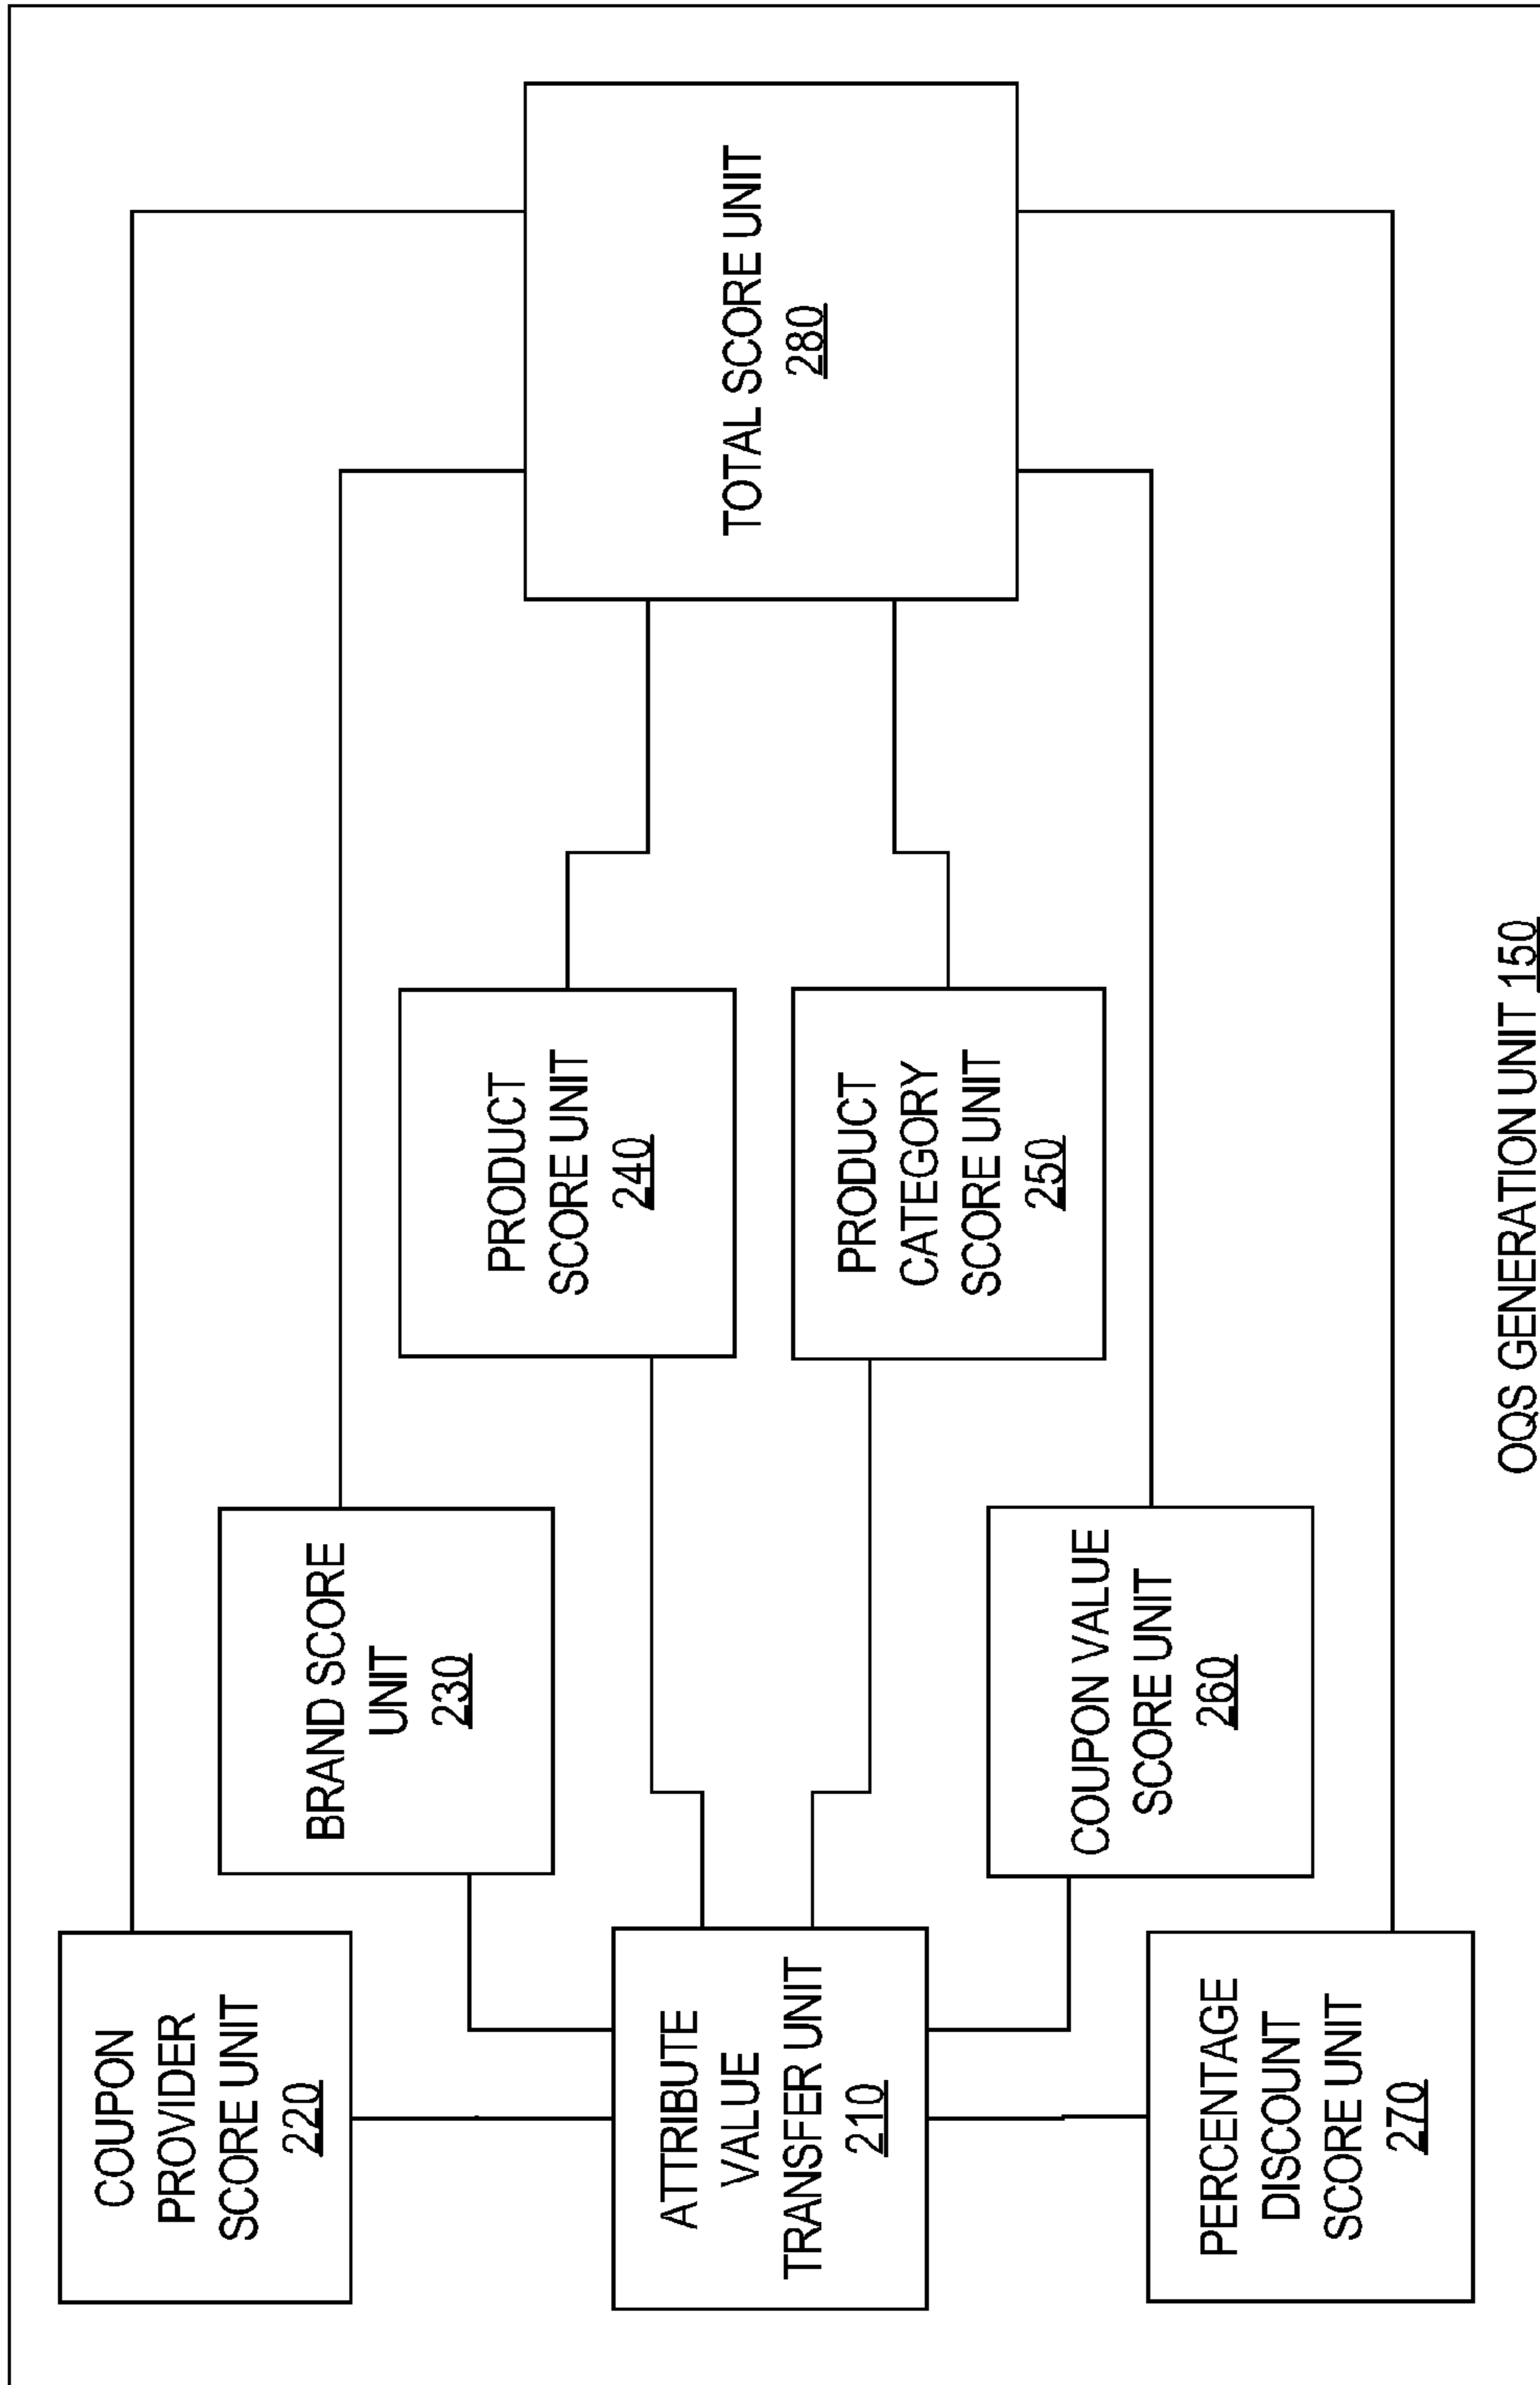 COUPON
PROVIDER
SCORE UNIT
220
BRAND SCORE
UNIT
230
PRODUCT
SCORE UNIT
240
TOTAL SCORE UNIT
280
ATTRIBUTE
VALUE
TRANSFER UNIT
210
PRODUCT
CATEGORY
SCORE UNIT
250
COUPON VALUE
SCORE UNIT
260
PERCENTAGE
DISCOUNT
SCORE UNIT
270
OQS GENERATION UNIT 150